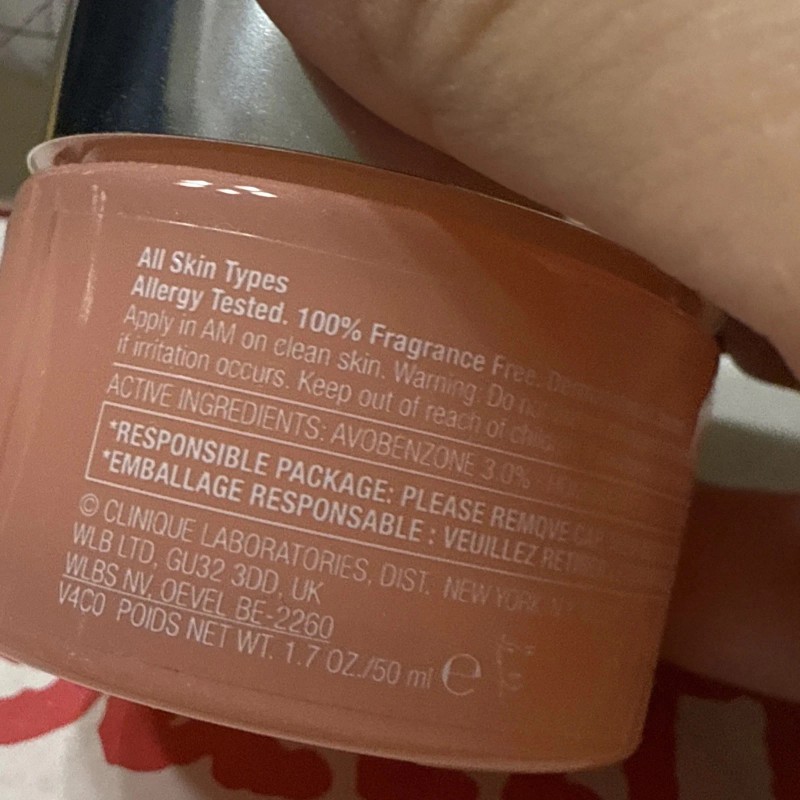 All Skin Types
Allergy Tested. 100% Fragrance Free.
Apply in AM on clean skin. Warning: Do
if irritation occurs. Keep out of reach of
ACTIVE INGREDIENTS: AVOBENZONE 3.0%
*RESPONSIBLE PACKAGE: PLEASE REMOVE
*EMBALLAGE RESPONSABLE : VEUILLEZ
© CLINIQUE LABORATORIES, DIST. NEW YORK
WLB LTD, GU32 3DD, UK
WLBS NV, OEVEL BE-2260
V4C0 POIDS NET WT. 1.7 OZ./50 ml ℮